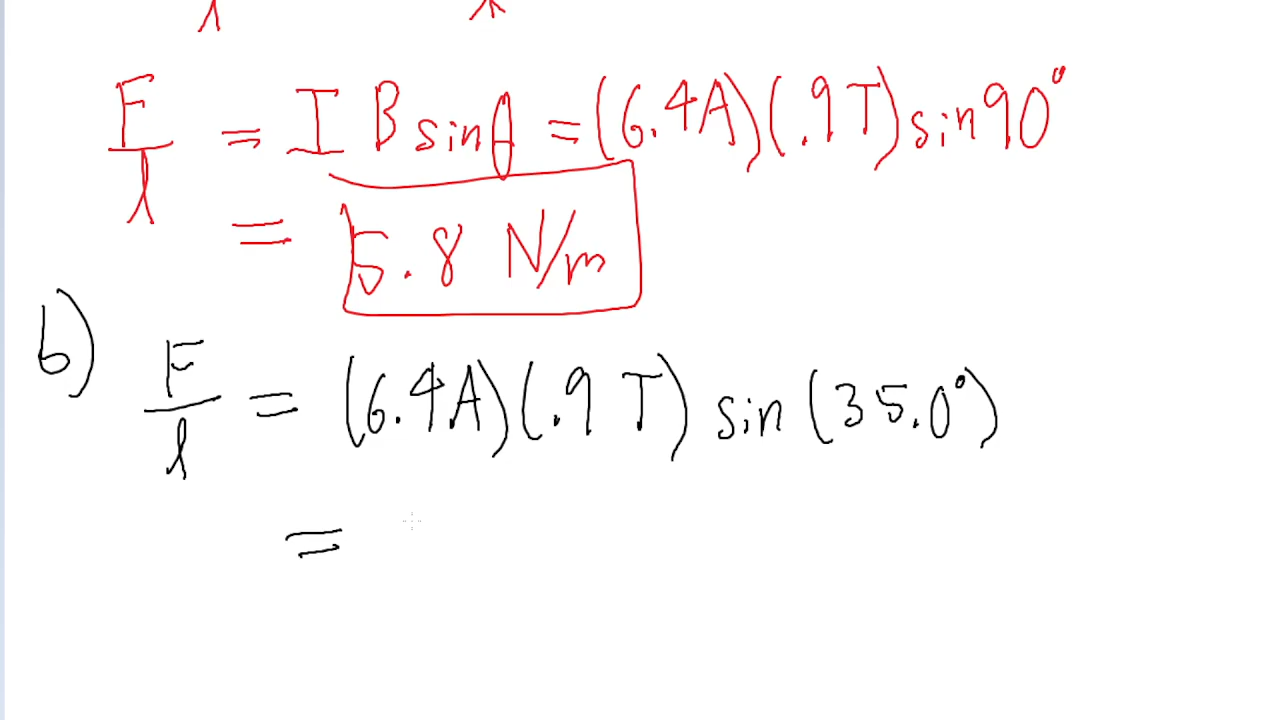 F/l = I B sinθ = (6.4A)(.9T) sin90°
= 5.8 N/m
b) F/l = (6.4A)(.9 T) sin(35.0°)
=